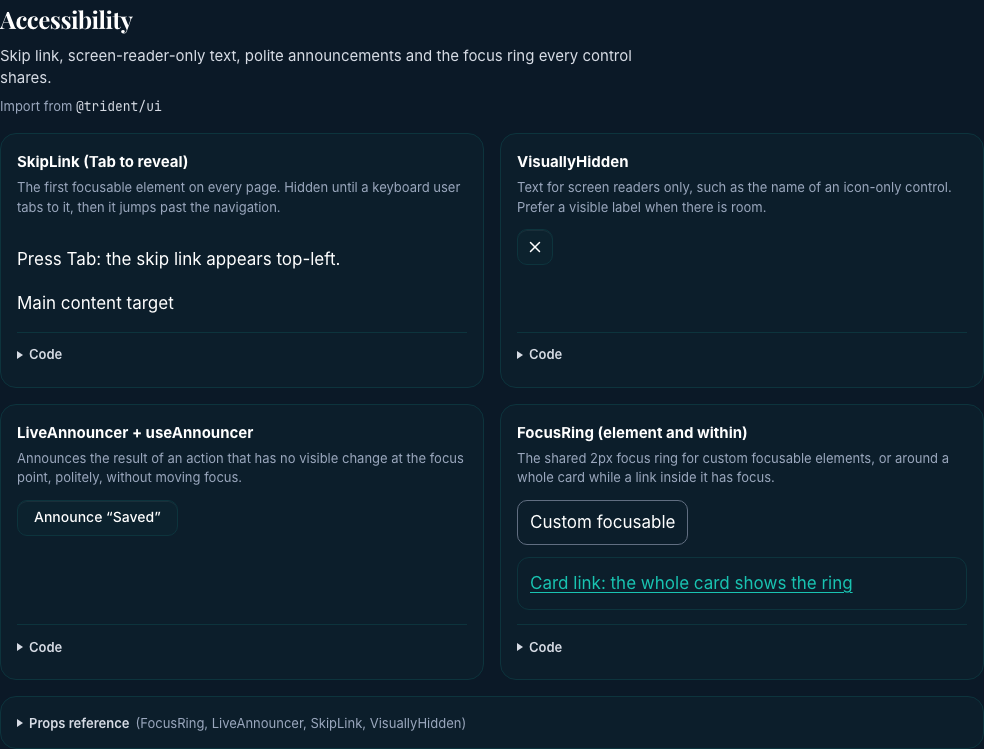 Accessibility
Skip link, screen-reader-only text, polite announcements and the focus ring every control
shares.
Import from @trident/ui
SkipLink (Tab to reveal)
The first focusable element on every page. Hidden until a keyboard user
tabs to it, then it jumps past the navigation.
Press Tab: the skip link appears top-left.
Main content target
Code
VisuallyHidden
Text for screen readers only, such as the name of an icon-only control.
Prefer a visible label when there is room.
Code
LiveAnnouncer + useAnnouncer
Announces the result of an action that has no visible change at the focus
point, politely, without moving focus.
Announce “Saved”
Code
FocusRing (element and within)
The shared 2px focus ring for custom focusable elements, or around a
whole card while a link inside it has focus.
Custom focusable
Card link: the whole card shows the ring
Code
Props reference (FocusRing, LiveAnnouncer, SkipLink, VisuallyHidden)